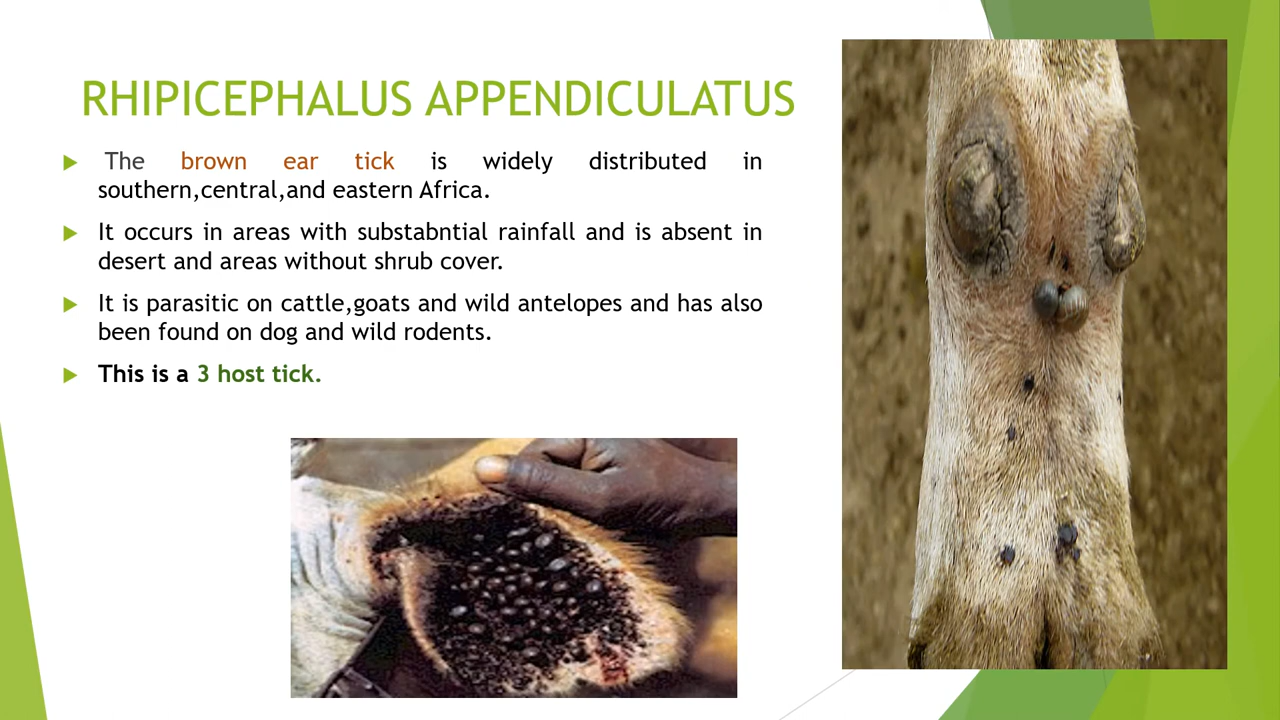 RHIPICEPHALUS APPENDICULATUS
The brown ear tick is widely distributed in
southern,central,and eastern Africa.
It occurs in areas with substabntial rainfall and is absent in
desert and areas without shrub cover.
It is parasitic on cattle,goats and wild antelopes and has also
been found on dog and wild rodents.
This is a 3 host tick.